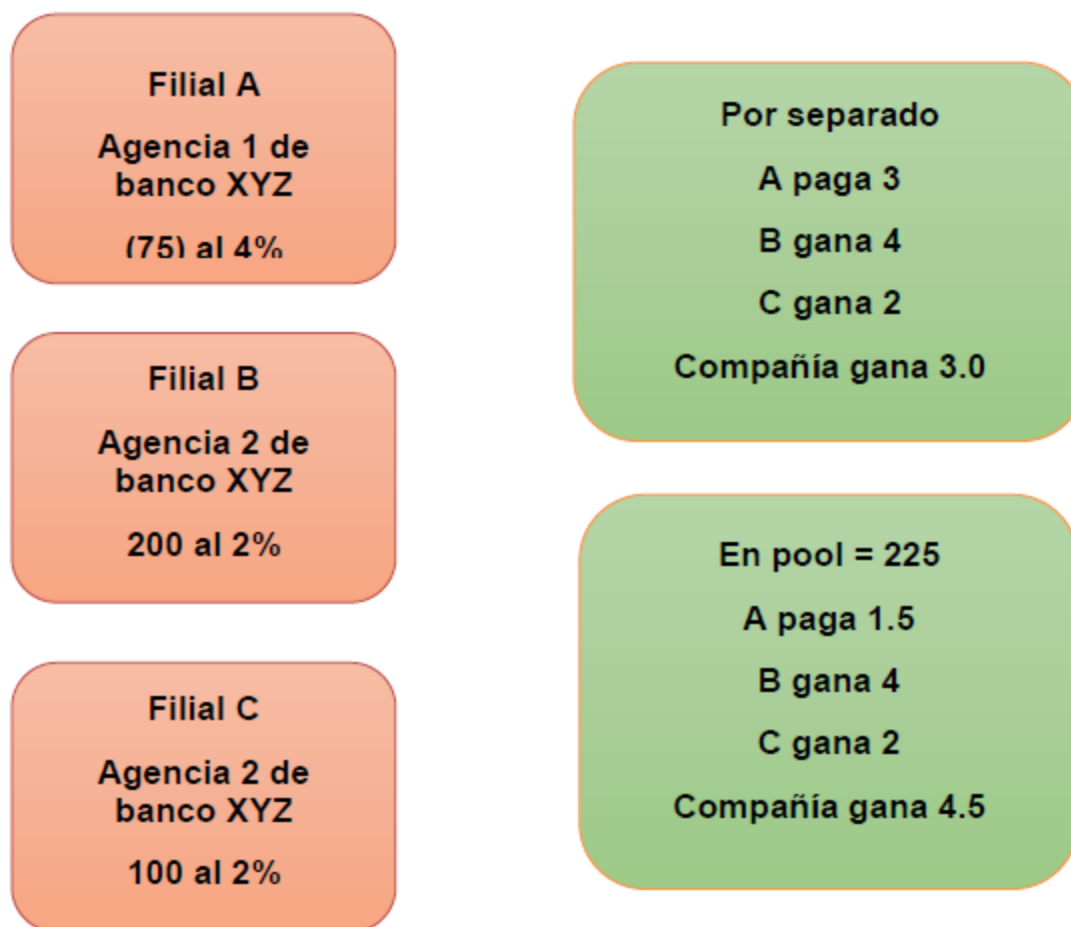 Filial A
Agencia 1 de
banco XYZ
(75) al 4%
Filial B
Agencia 2 de
banco XYZ
200 al 2%
Filial C
Agencia 2 de
banco XYZ
100 al 2%
Por separado
A paga 3
B gana 4
C gana 2
Compañía gana 3.0
En pool = 225
A paga 1.5
B gana 4
C gana 2
Compañía gana 4.5